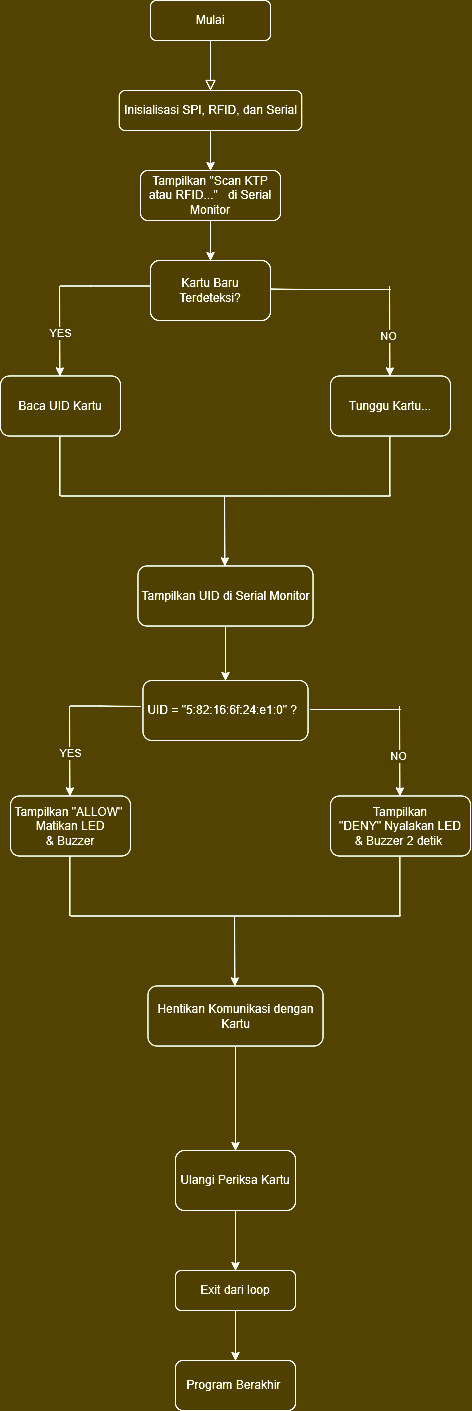 Mulai
Inisialisasi SPI, RFID, dan Serial
Tampilkan "Scan KTP
atau RFID..." di Serial
Monitor
Kartu Baru
Terdeteksi?
YES
NO
Baca UID Kartu
Tunggu Kartu...
Tampilkan UID di Serial Monitor
UID = "5:82:16:6f:24:e1:0" ?
YES
NO
Tampilkan "ALLOW"
Matikan LED
& Buzzer
Tampilkan
"DENY" Nyalakan LED
& Buzzer 2 detik
Hentikan Komunikasi dengan
Kartu
Ulangi Periksa Kartu
Exit dari loop
Program Berakhir